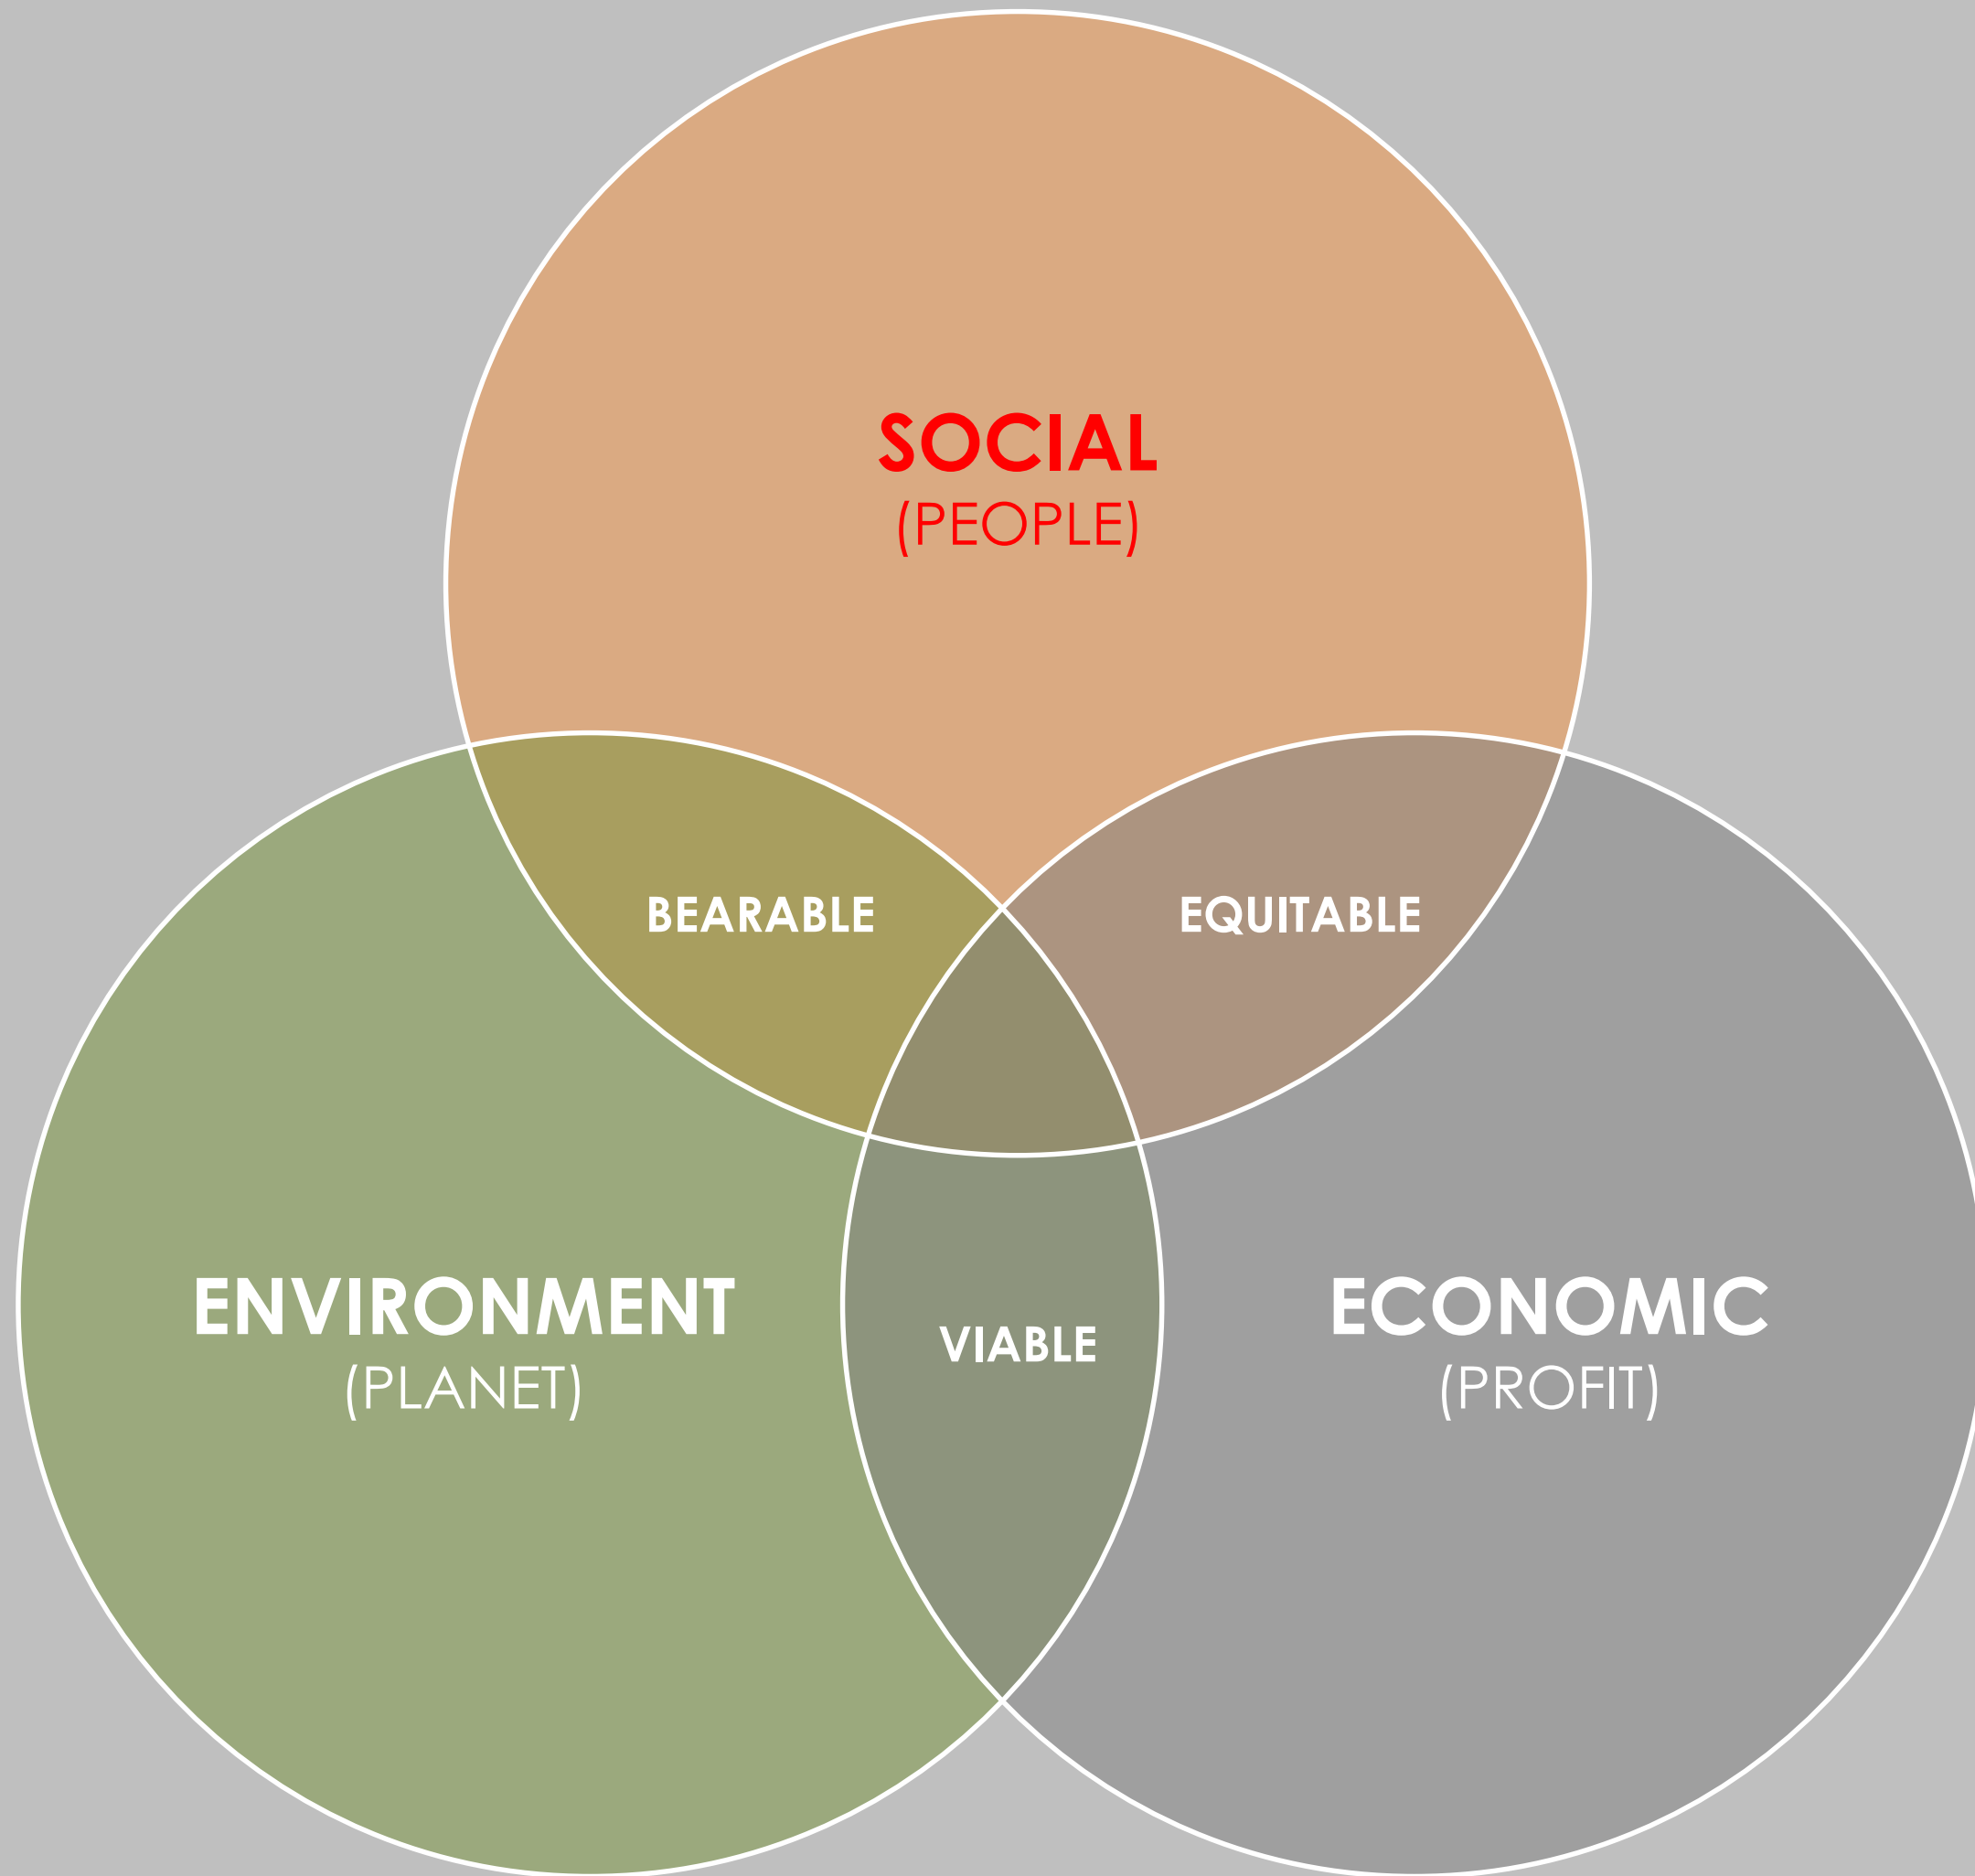 SOCIAL
(PEOPLE)
BEARABLE
EQUITABLE
ENVIRONMENT
(PLANET)
VIABLE
ECONOMIC
(PROFIT)